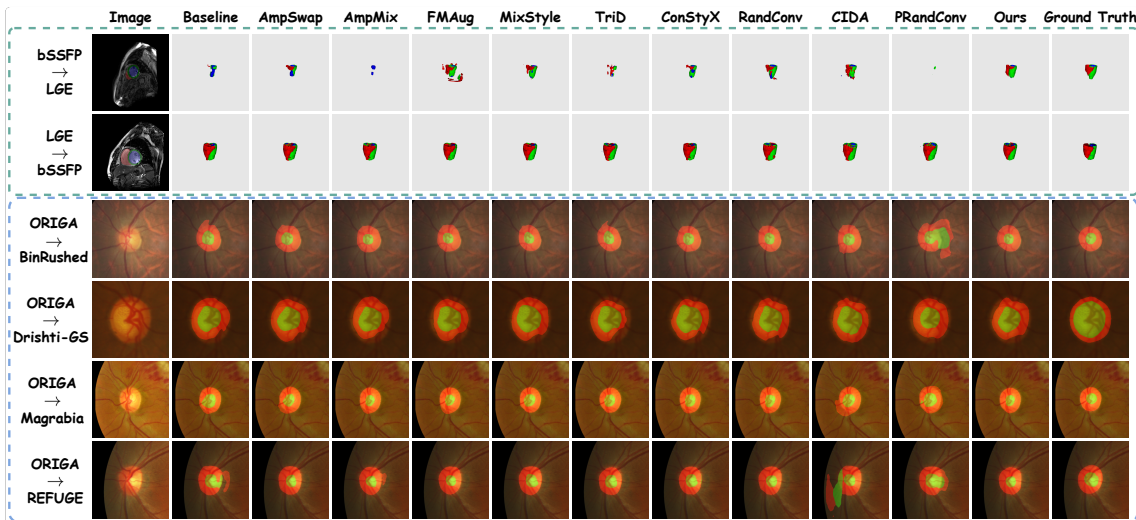 Image Baseline AmpSwap AmpMix FMAug MixStyle TriD ConStyX RandConv CIDA PRandConv Ours Ground Truth
bSSFP
→
LGE
LGE
→
bSSFP
ORIGA
→
BinRushed
ORIGA
→
Drishti-GS
ORIGA
→
Magrabia
ORIGA
→
REFUGE